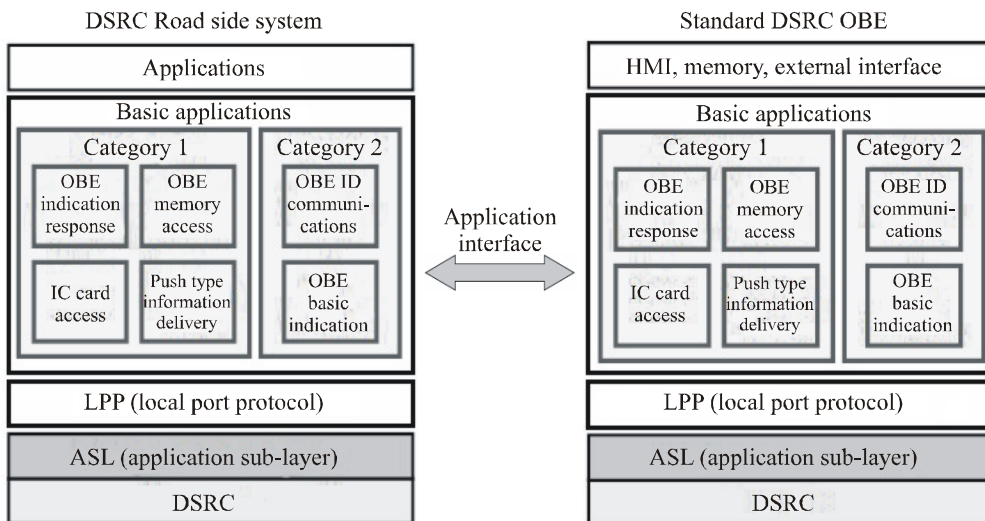 DSRC Road side system
Applications
Basic applications
Category 1
OBE
indication
response
OBE
memory
access
IC card
access
Push type
information
delivery
Category 2
OBE ID
communi-
cations
OBE
basic
indication
LPP (local port protocol)
ASL (application sub-layer)
DSRC
Application
interface
Standard DSRC OBE
HMI, memory, external interface
Basic applications
Category 1
OBE
indication
response
OBE
memory
access
IC card
access
Push type
information
delivery
Category 2
OBE ID
communi-
cations
OBE
basic
indication
LPP (local port protocol)
ASL (application sub-layer)
DSRC